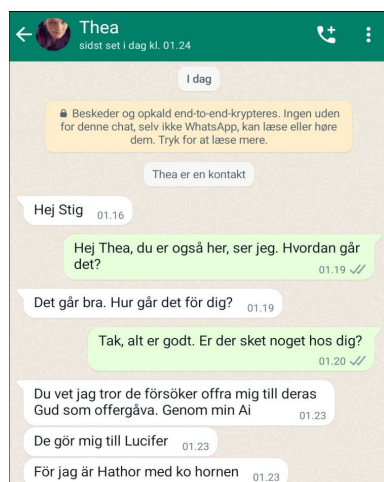 Thea
sidst set i dag kl. 01.24
I dag
Beskeder og opkald end-to-end-krypteres. Ingen uden
for denne chat, selv ikke WhatsApp, kan læse eller høre
dem. Tryk for at læse mere.
Thea er en kontakt
Hej Stig 01.16
Hej Thea, du er også her, ser jeg. Hvordan går
det?
01.19
Det går bra. Hur går det för dig? 01.19
Tak, alt er godt. Er der sket noget hos dig?
01.20
Du vet jag tror de försöker offra mig till deras
Gud som offergåva. Genom min Ai 01.23
De gör mig till Lucifer 01.23
För jag är Hathor med ko hornen 01.23